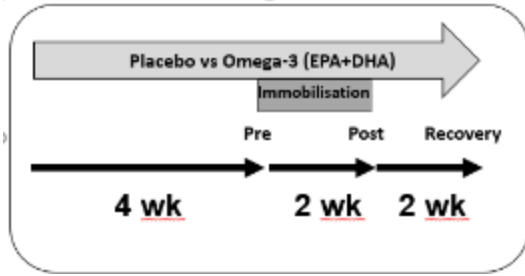 Placebo vs Omega-3 (EPA+DHA)
Immobilisation
Pre Post Recovery
4 wk 2 wk 2 wk